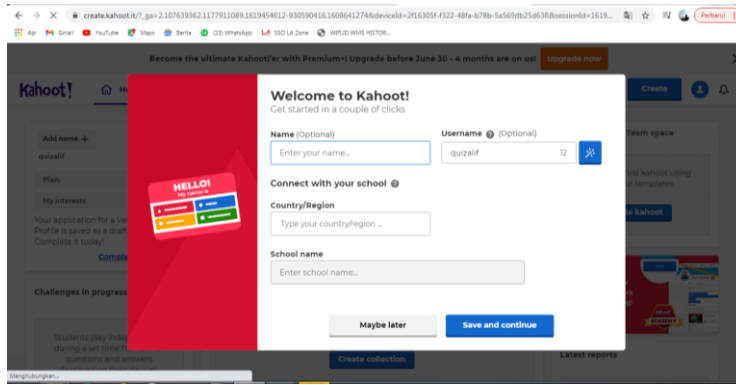 create.kahoot.it/?_ga=2.107639362.1177911089.1619454612-930590416.1608641274&deviceId=2f16305f-f322-48fa-b78b-5a569db25d63R&sessionId=1619...
Perbarui
Apl Gmail YouTube Maps Berita (23) WhatsApp SSO LA Zone WIFI.ID WMS HISTOR...
Become the ultimate Kahoot!'er with Premium+! Upgrade before June 30 - 4 months are on us! Upgrade now
Kahoot! Create
Welcome to Kahoot!
Get started in a couple of clicks
Name (Optional) Username (Optional)
Enter your name... quizalif 12
Connect with your school
Country/Region
Type your country/region ...
School name
Enter school name...
Maybe later Save and continue
HELLO!
My name is
Add name
quizalif
Plan:
My interests
Your application for a Ve
Profile is saved as a draft
Complete it today!
Comple
Challenges in progress
Students play inde
during a set time f
questions and answers
Create collection
Team space
first kahoot using
r templates.
te kahoot
ACADEMY
Latest reports
Menghubungkan...